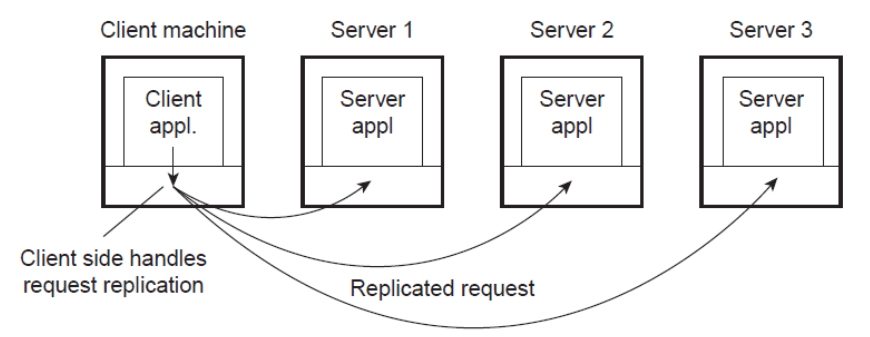 Client machine
Server 1
Server 2
Server 3
Client
appl.
Server
appl
Server
appl
Server
appl
Client side handles
request replication
Replicated request